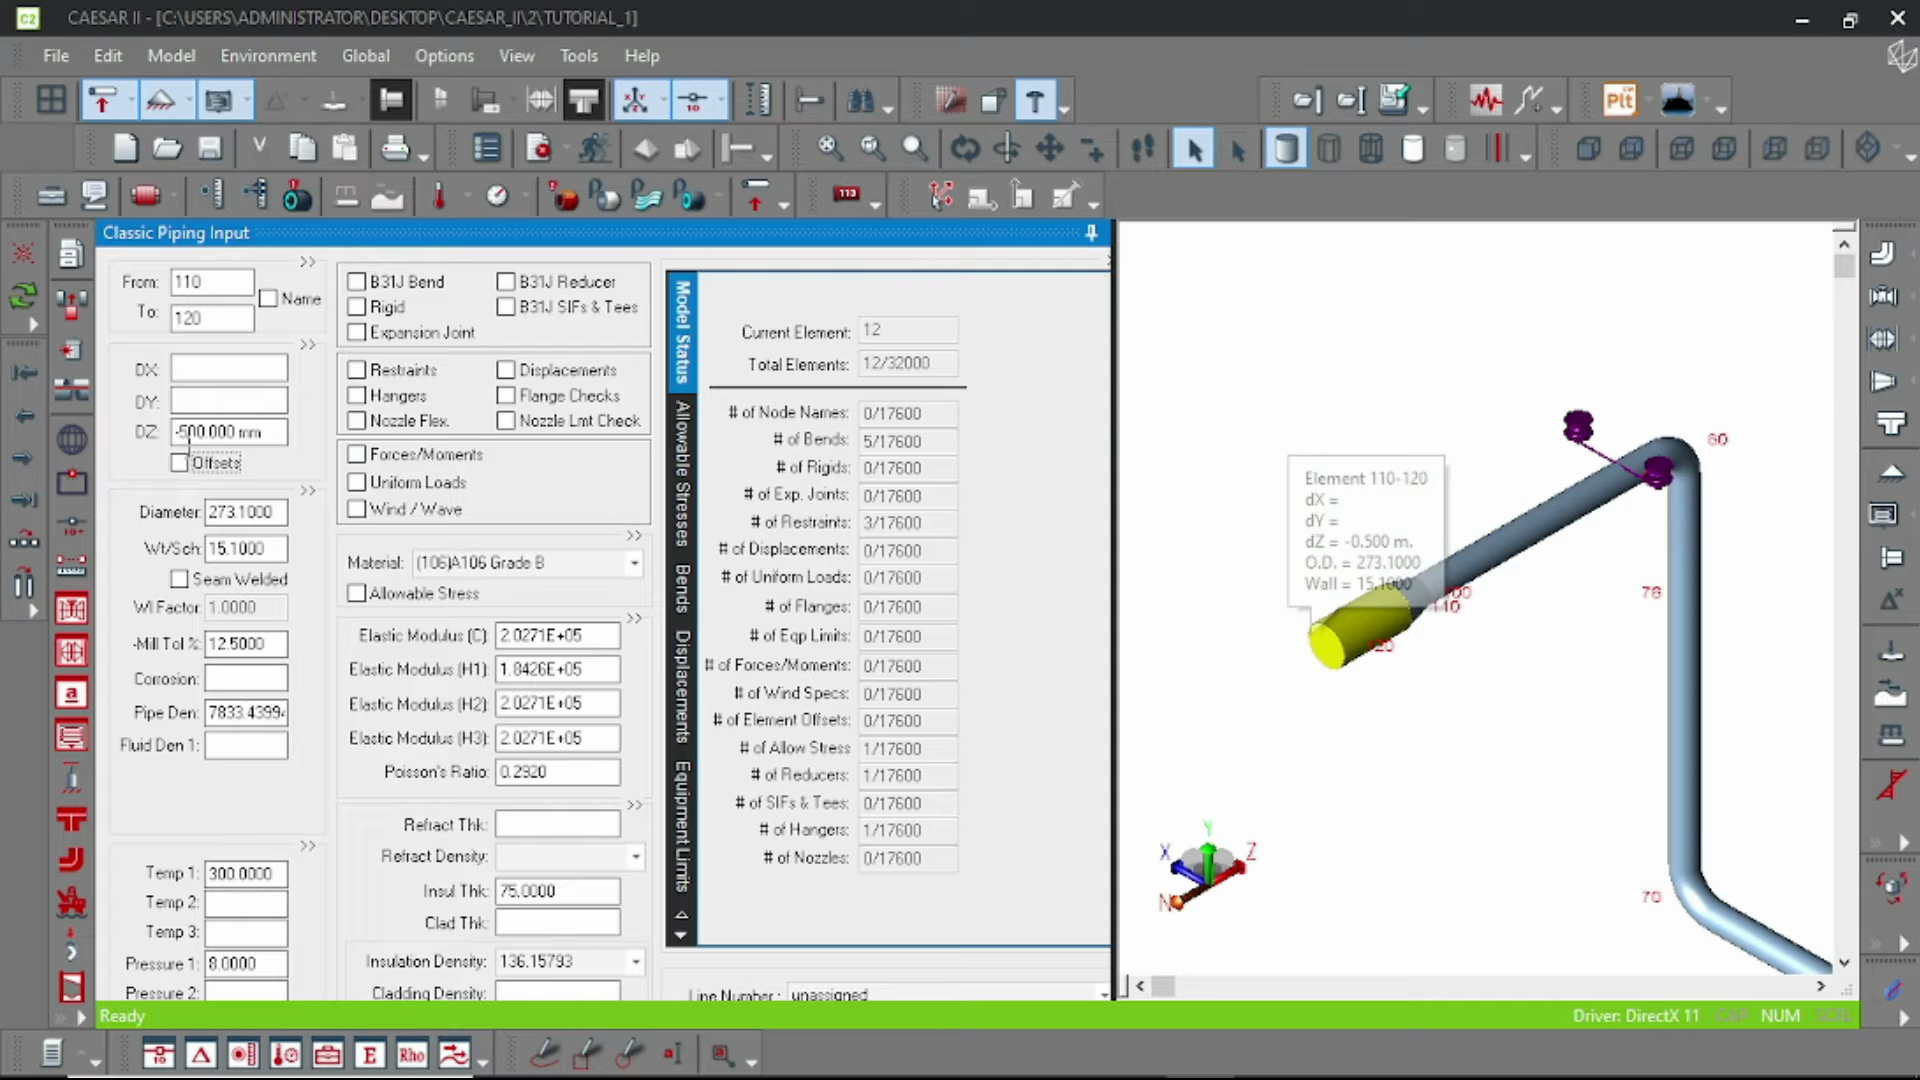 CAESAR II - [C:\USERS\ADMINISTRATOR\DESKTOP\CAESAR_II\2\TUTORIAL_1]
File Edit Model Environment Global Options View Tools Help
Plt
113
Classic Piping Input
From: 110
To: 120
Name
DX:
DY:
DZ: -500.000 mm
Offsets
Diameter: 273.1000
Wt/Sch: 15.1000
Seam Welded
WI Factor: 1.0000
-Mill Tol %: 12.5000
Corrosion:
Pipe Den: 7833.4399
Fluid Den 1:
Temp 1: 300.0000
Temp 2:
Temp 3:
Pressure 1: 8.0000
Pressure 2:
B31J Bend
B31J Reducer
Rigid
B31J SIFs & Tees
Expansion Joint
Restraints
Displacements
Hangers
Flange Checks
Nozzle Flex.
Nozzle Lmt Check
Forces/Moments
Uniform Loads
Wind / Wave
Material: (106)A106 Grade B
Allowable Stress
Elastic Modulus (C): 2.0271E+05
Elastic Modulus (H1): 1.8426E+05
Elastic Modulus (H2): 2.0271E+05
Elastic Modulus (H3): 2.0271E+05
Poisson's Ratio: 0.2920
Refract Thk:
Refract Density:
Insul Thk: 75.0000
Clad Thk:
Insulation Density: 136.15793
Cladding Density:
Model Status
Allowable Stresses
Bends
Displacements
Equipment Limits
Current Element: 12
Total Elements: 12/32000
# of Node Names: 0/17600
# of Bends: 5/17600
# of Rigids: 0/17600
# of Exp. Joints: 0/17600
# of Restraints: 3/17600
# of Displacements: 0/17600
# of Uniform Loads: 0/17600
# of Flanges: 0/17600
# of Eqp Limits: 0/17600
# of Forces/Moments: 0/17600
# of Wind Specs: 0/17600
# of Element Offsets: 0/17600
# of Allow Stress 1/17600
# of Reducers: 1/17600
# of SIFs & Tees: 0/17600
# of Hangers: 1/17600
# of Nozzles: 0/17600
Line Number : unassigned
Element 110-120
dX =
dY =
dZ = -0.500 m.
O.D. = 273.1000
Wall = 15.1000
110
78
70
X Y Z
N
Ready
Driver: DirectX 11
CAP NUM SCRL
10 E Rho